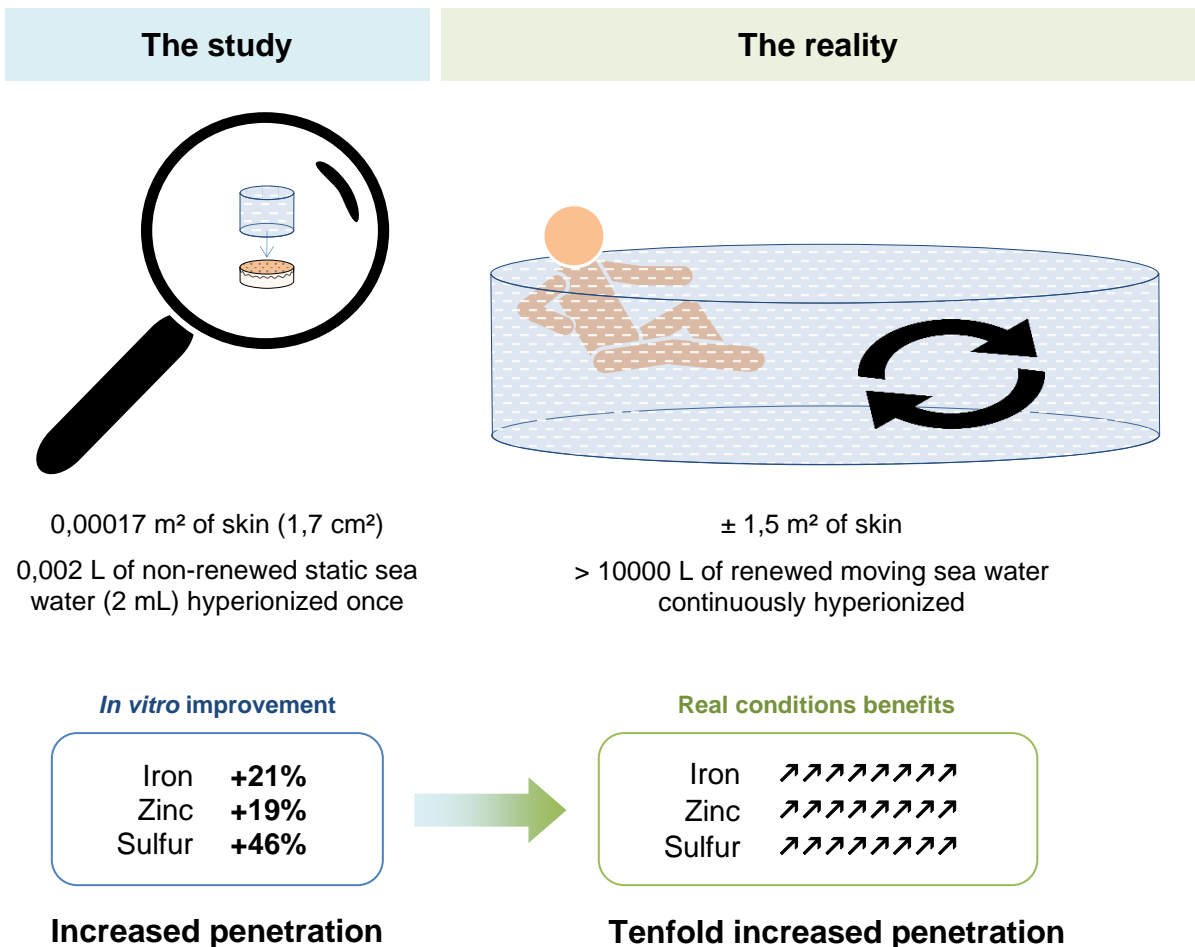 The study
The reality
0,00017 m² of skin (1,7 cm²)
0,002 L of non-renewed static sea
water (2 mL) hyperionized once
± 1,5 m² of skin
> 10000 L of renewed moving sea water
continuously hyperionized
In vitro improvement
Iron +21%
Zinc +19%
Sulfur +46%
Increased penetration
Real conditions benefits
Iron ↗↗↗↗↗↗↗↗
Zinc ↗↗↗↗↗↗↗↗
Sulfur ↗↗↗↗↗↗↗↗
Tenfold increased penetration